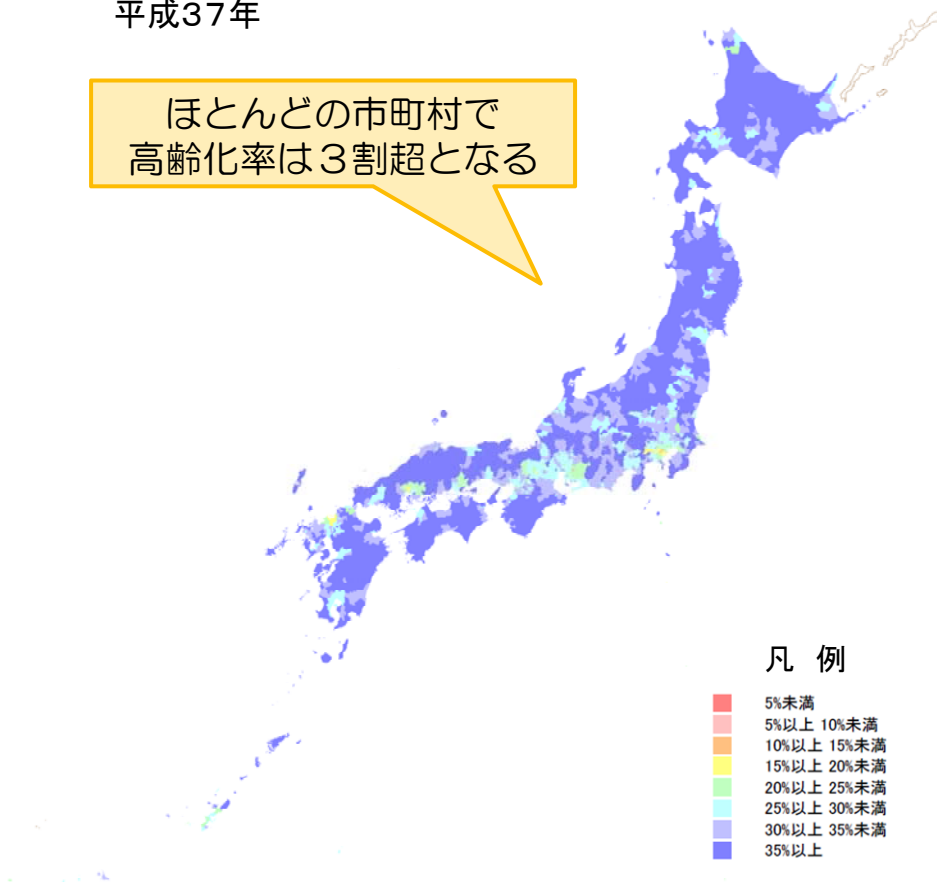 平成37年
ほとんどの市町村で
高齢化率は３割超となる
凡 例
5%未満
5%以上 10%未満
10%以上 15%未満
15%以上 20%未満
20%以上 25%未満
25%以上 30%未満
30%以上 35%未満
35%以上